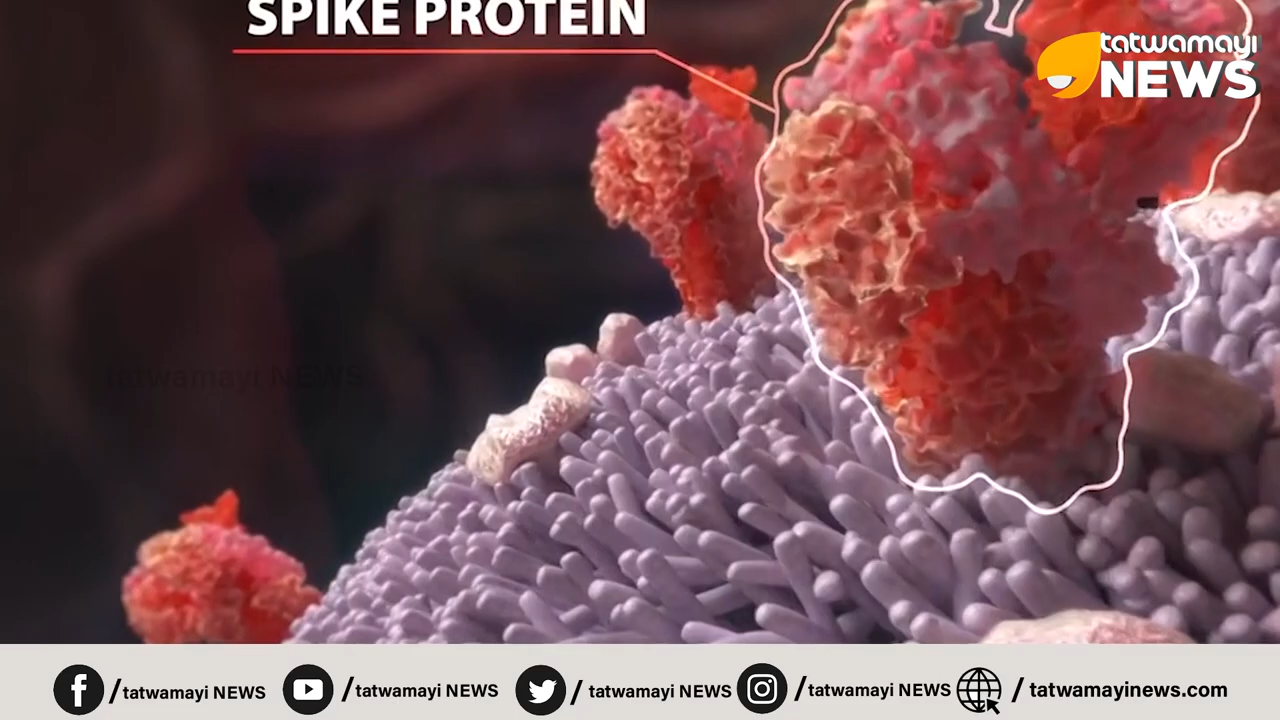 SPIKE PROTEIN
tatwamayi
NEWS
tatwamayi NEWS
/tatwamayi NEWS
/tatwamayi NEWS
/ tatwamayi NEWS
/tatwamayi NEWS
/ tatwamayinews.com